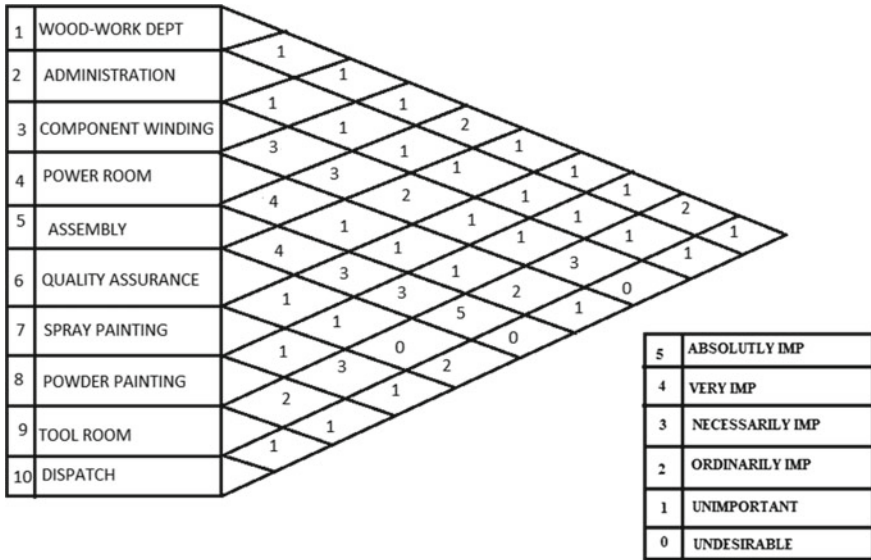 1 WOOD-WORK DEPT
2 ADMINISTRATION
3 COMPONENT WINDING
4 POWER ROOM
5 ASSEMBLY
6 QUALITY ASSURANCE
7 SPRAY PAINTING
8 POWDER PAINTING
9 TOOL ROOM
10 DISPATCH
1
1
1 1
1 2
3 1 1
3 1 1
4 2 1 1 2
1 1 1 1
4 1 1 1 1
3 1 3
1 3 2 0
1 5 1
1 0 0
3 2
2 1
1
1
5 ABSOLUTLY IMP
4 VERY IMP
3 NECESSARILY IMP
2 ORDINARILY IMP
1 UNIMPORTANT
0 UNDESIRABLE